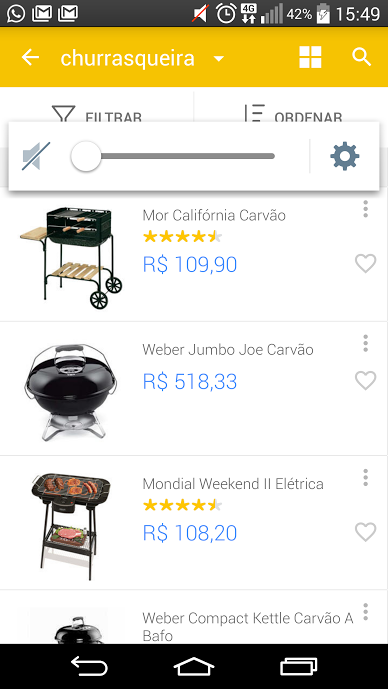 4G
42%
15:49
churrasqueira
FILTRAR
ORDENAR
Mor Califórnia Carvão
R$ 109,90
Weber Jumbo Joe Carvão
R$ 518,33
Mondial Weekend II Elétrica
R$ 108,20
Weber Compact Kettle Carvão A
Bafo